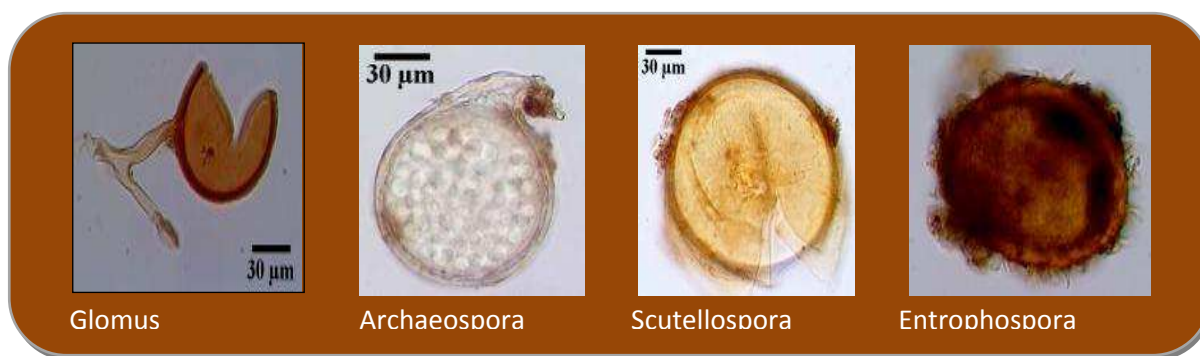 30 µm
30 µm
30 µm
Glomus
Archaeospora
Scutellospora
Entrophospora